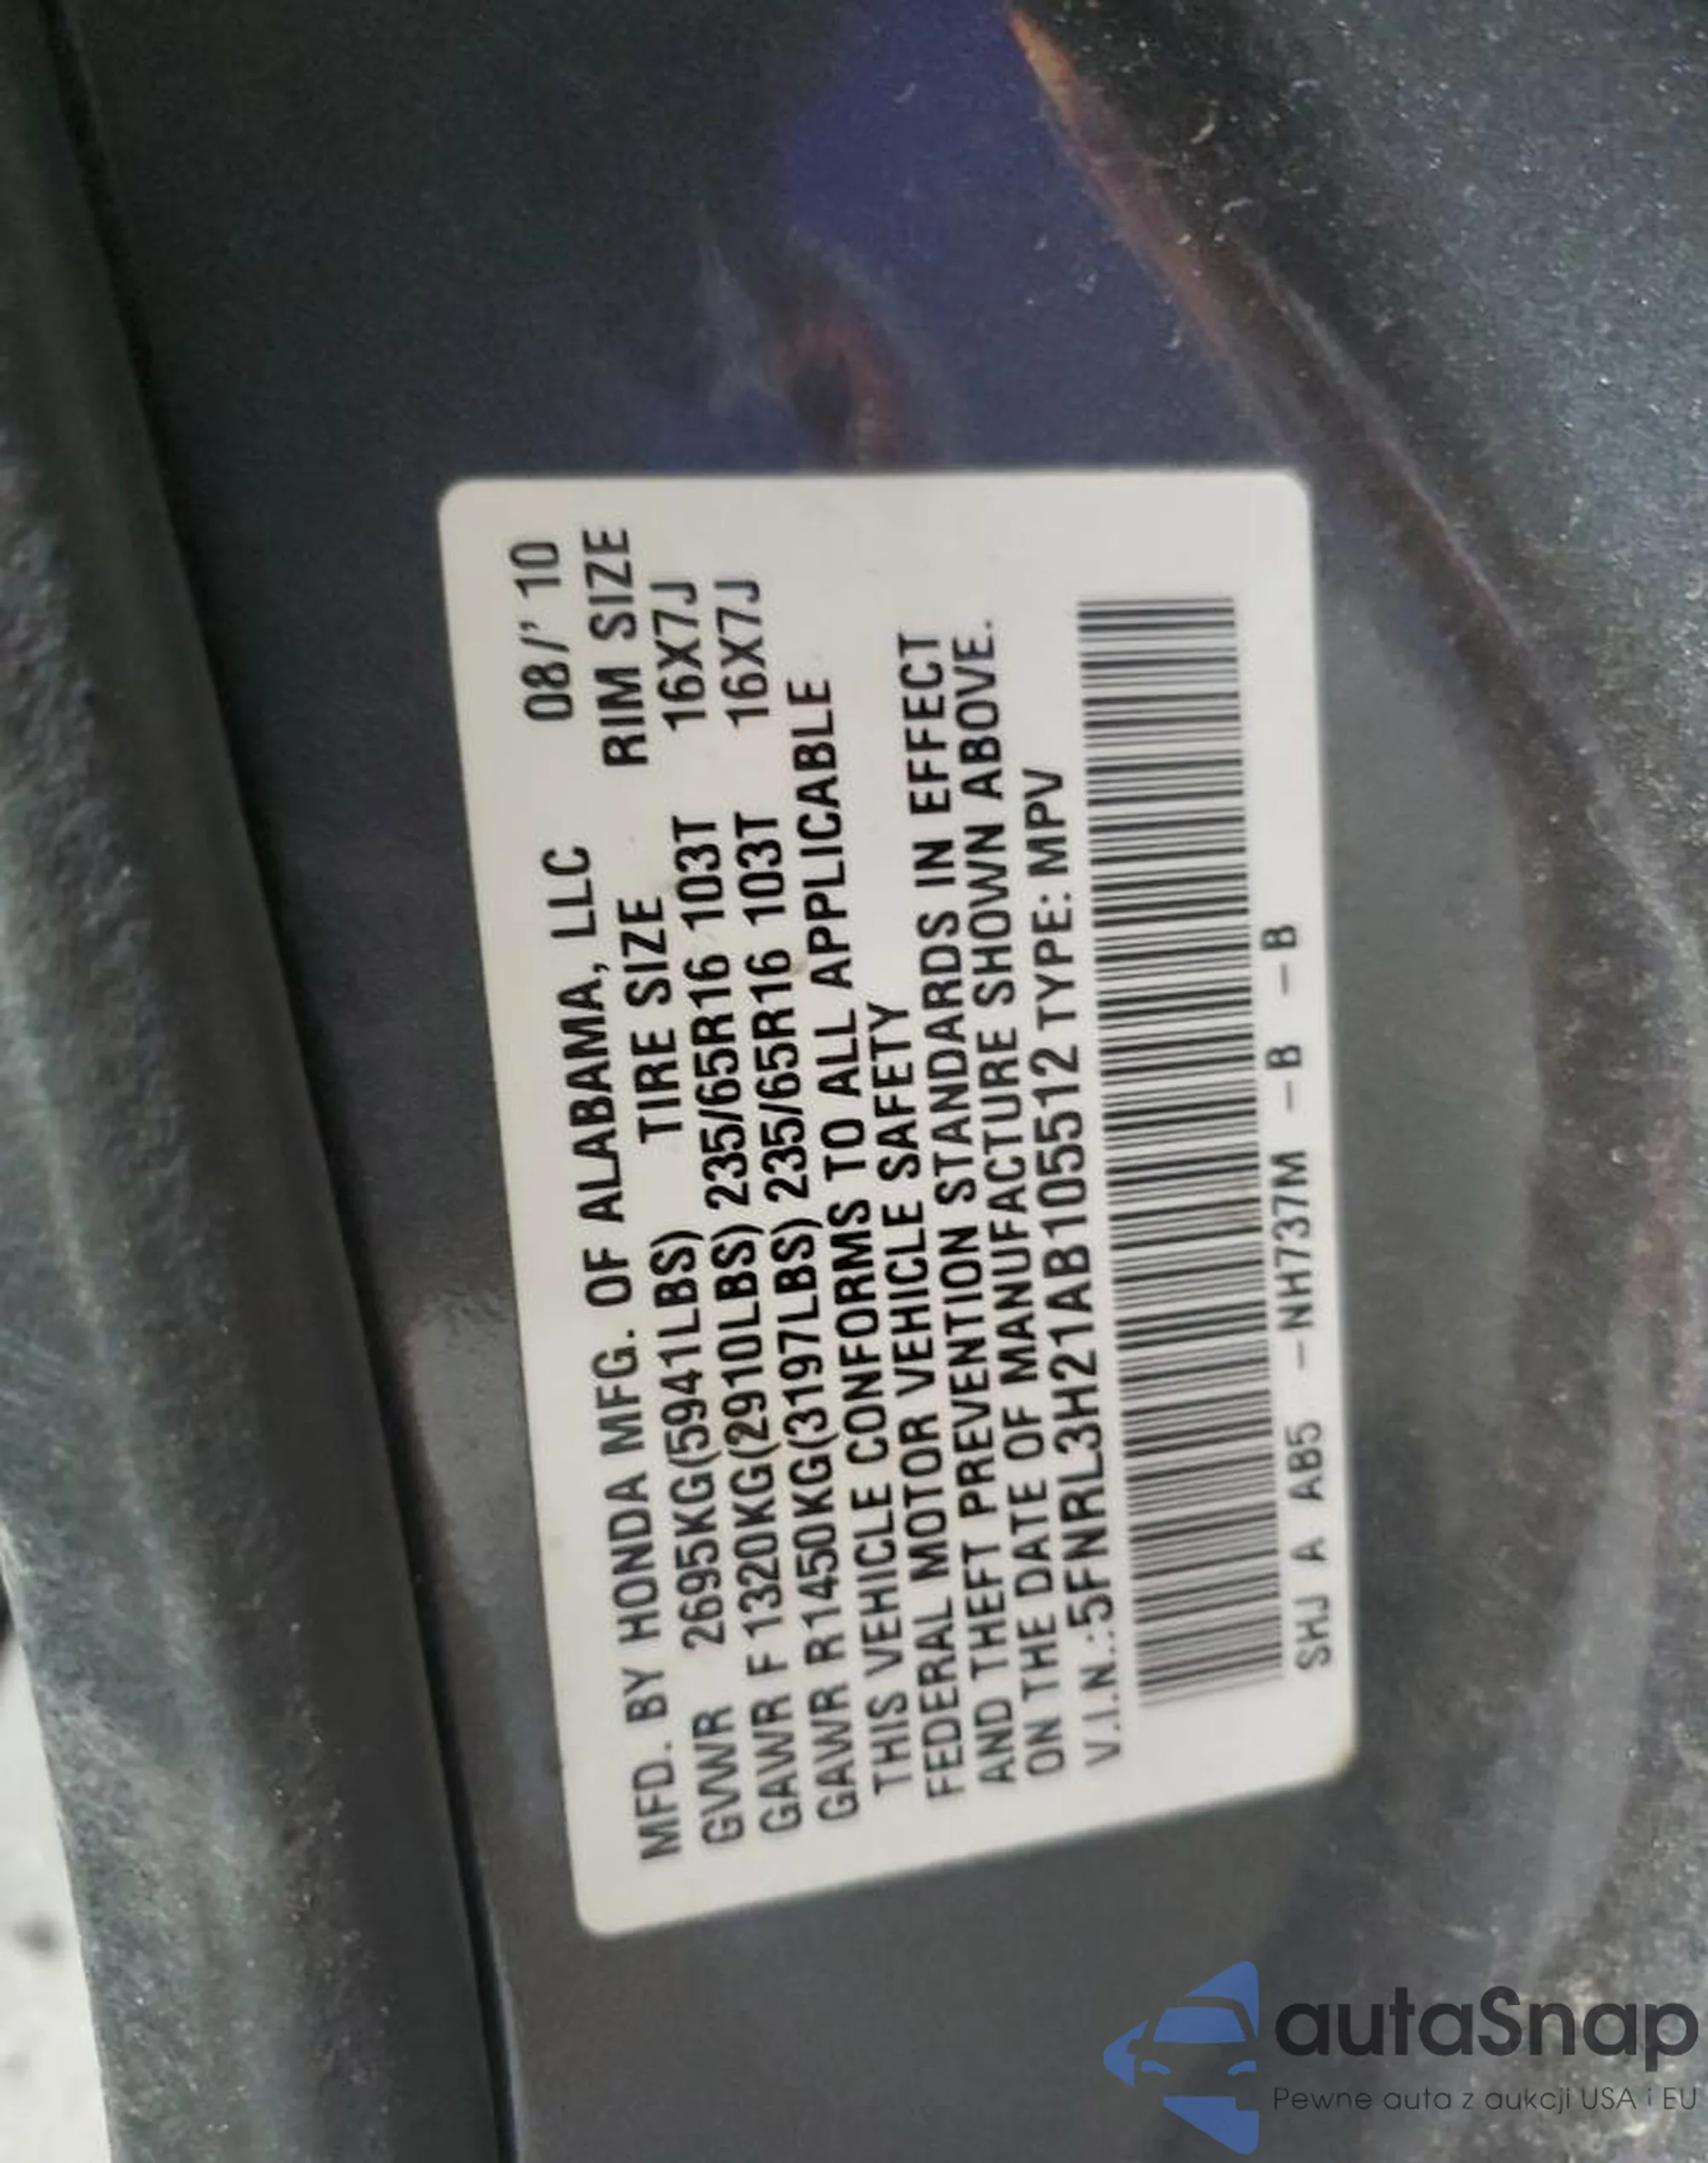 MFD. BY HONDA MFG. OF ALABAMA, LLC 08/' 10
TIRE SIZE RIM SIZE
GVWR 2695KG(5941LBS)
GAWR F 1320KG(2910LBS) 235/65R16 103T 16X7J
GAWR R1450KG(3197LBS) 235/65R16 103T 16X7J
THIS VEHICLE CONFORMS TO ALL APPLICABLE
FEDERAL MOTOR VEHICLE SAFETY
AND THEFT PREVENTION STANDARDS IN EFFECT
ON THE DATE OF MANUFACTURE SHOWN ABOVE.
V.I.N.:5FNRL3H21AB105512 TYPE: MPV
SHJ A AB5 -NH737M -B -B
autaSnap
Pewne auta z aukcji USA i EU